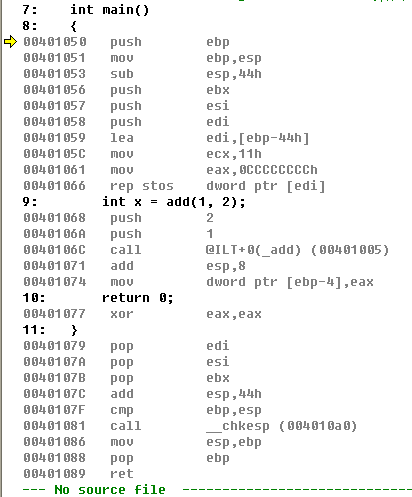 7:    int main()
8:    {
00401050   push        ebp
00401051   mov         ebp,esp
00401053   sub         esp,44h
00401056   push        ebx
00401057   push        esi
00401058   push        edi
00401059   lea         edi,[ebp-44h]
0040105C   mov         ecx,11h
00401061   mov         eax,0CCCCCCCCh
00401066   rep stos    dword ptr [edi]
9:        int x = add(1, 2);
00401068   push        2
0040106A   push        1
0040106C   call        @ILT+0(_add) (00401005)
00401071   add         esp,8
00401074   mov         dword ptr [ebp-4],eax
10:       return 0;
00401077   xor         eax,eax
11:   }
00401079   pop         edi
0040107A   pop         esi
0040107B   pop         ebx
0040107C   add         esp,44h
0040107F   cmp         ebp,esp
00401081   call        __chkesp (004010a0)
00401086   mov         esp,ebp
00401088   pop         ebp
00401089   ret
--- No source file  -----------------------------